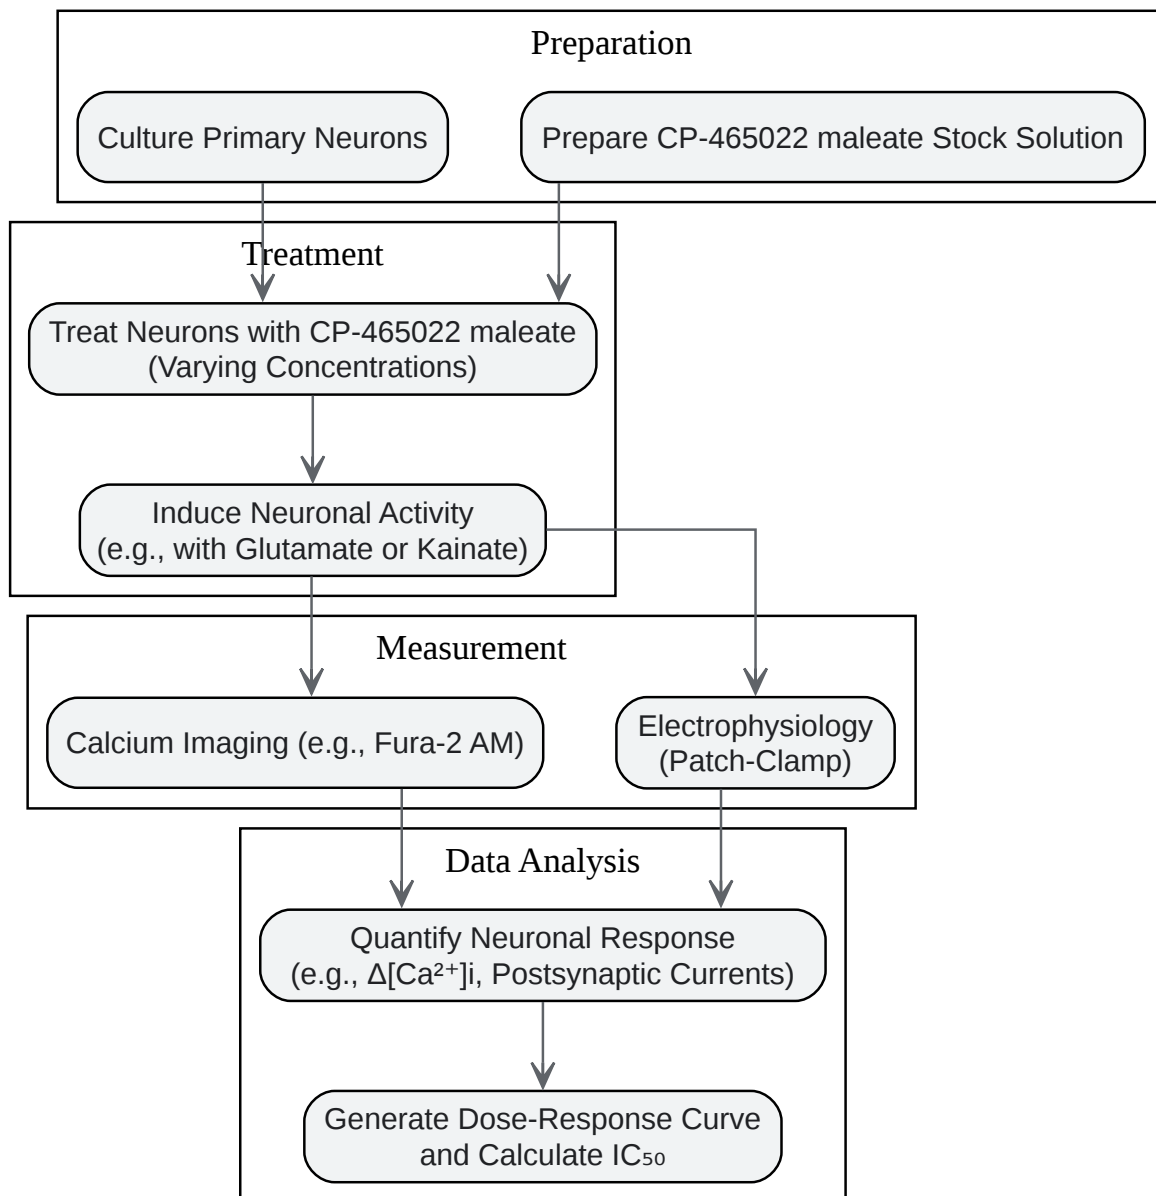 Preparation
Culture Primary Neurons
Prepare CP-465022 maleate Stock Solution
Treatment
Treat Neurons with CP-465022 maleate
(Varying Concentrations)
Induce Neuronal Activity
(e.g., with Glutamate or Kainate)
Measurement
Calcium Imaging (e.g., Fura-2 AM)
Electrophysiology
(Patch-Clamp)
Data Analysis
Quantify Neuronal Response
(e.g., Δ[Ca²⁺]i, Postsynaptic Currents)
Generate Dose-Response Curve
and Calculate IC₅₀